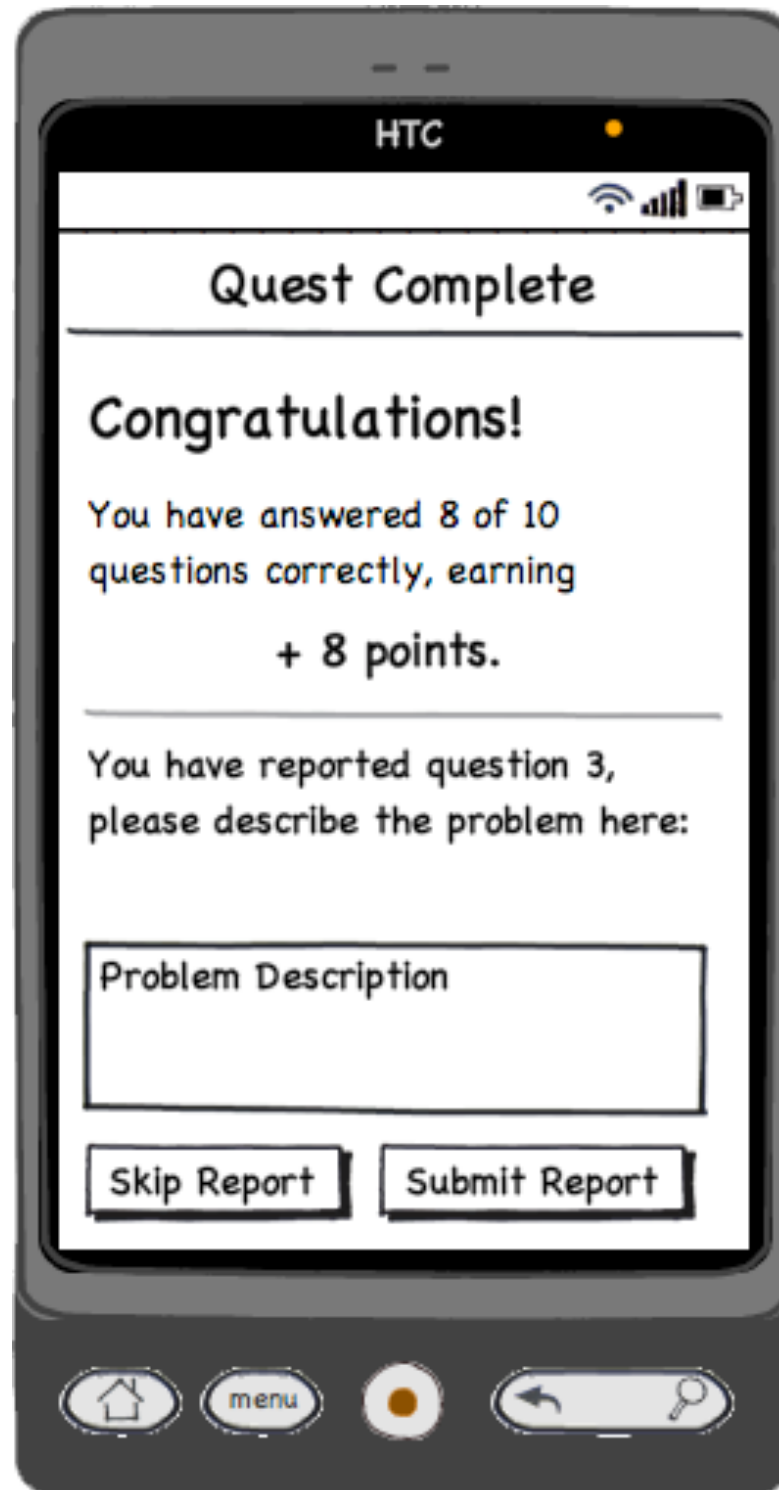 HTC
Quest Complete
Congratulations!
You have answered 8 of 10
questions correctly, earning
+ 8 points.
You have reported question 3,
please describe the problem here:
Problem Description
Skip Report Submit Report
menu